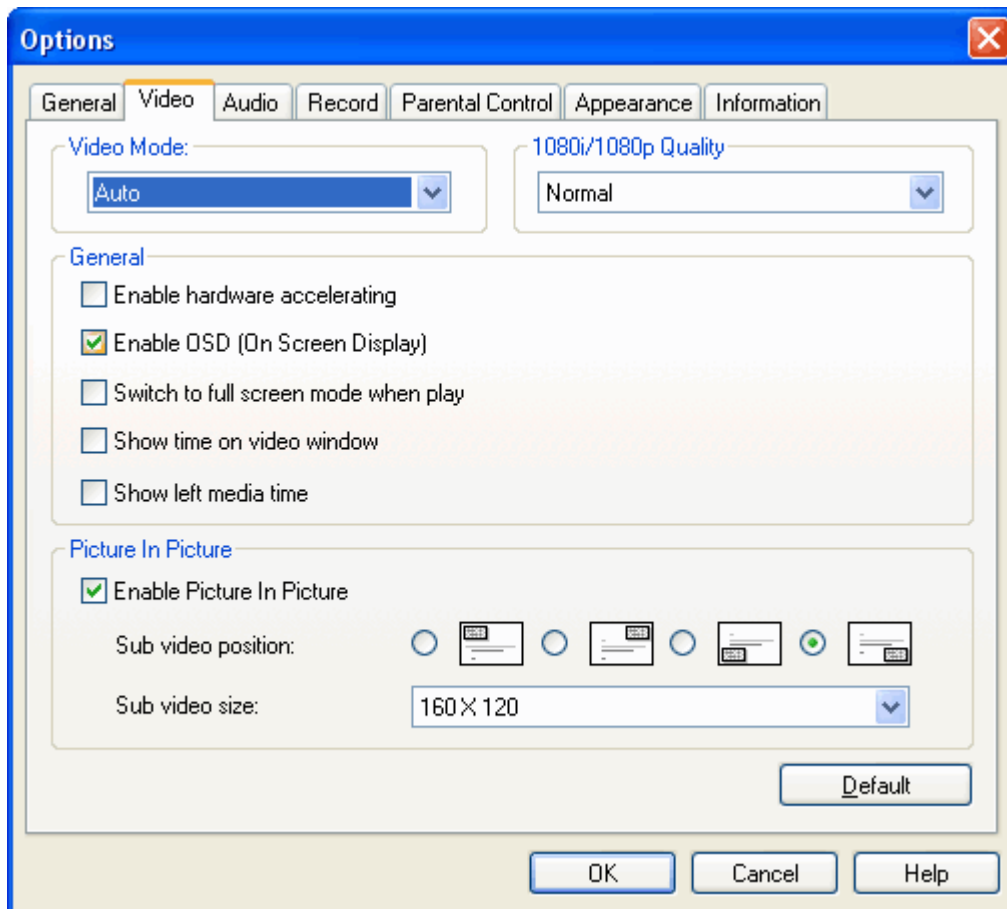 Options
General Video Audio Record Parental Control Appearance Information
Video Mode: 1080i/1080p Quality
Auto Normal
General
Enable hardware accelerating
Enable OSD (On Screen Display)
Switch to full screen mode when play
Show time on video window
Show left media time
Picture In Picture
Enable Picture In Picture
Sub video position:
Sub video size: 160 X 120
Default
OK Cancel Help